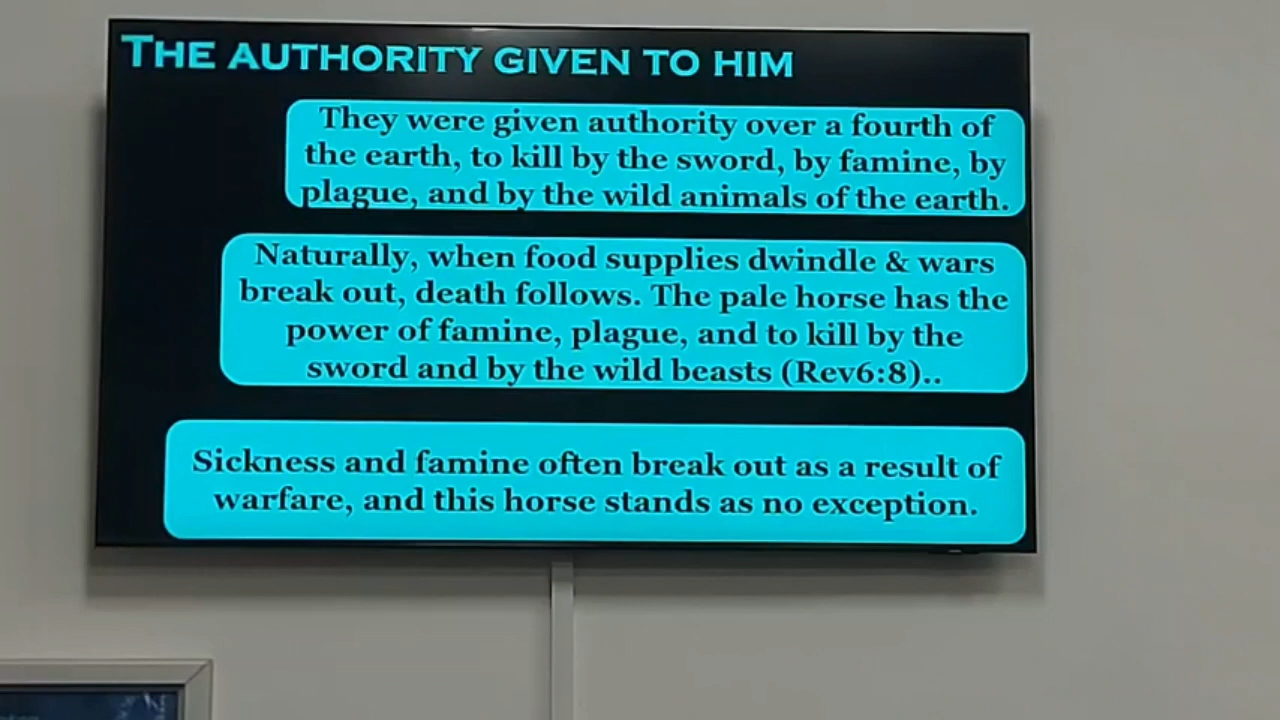 THE AUTHORITY GIVEN TO HIM
They were given authority over a fourth of
the earth, to kill by the sword, by famine, by
plague, and by the wild animals of the earth.
Naturally, when food supplies dwindle & wars
break out, death follows. The pale horse has the
power of famine, plague, and to kill by the
sword and by the wild beasts (Rev6:8)..
Sickness and famine often break out as a result of
warfare, and this horse stands as no exception.